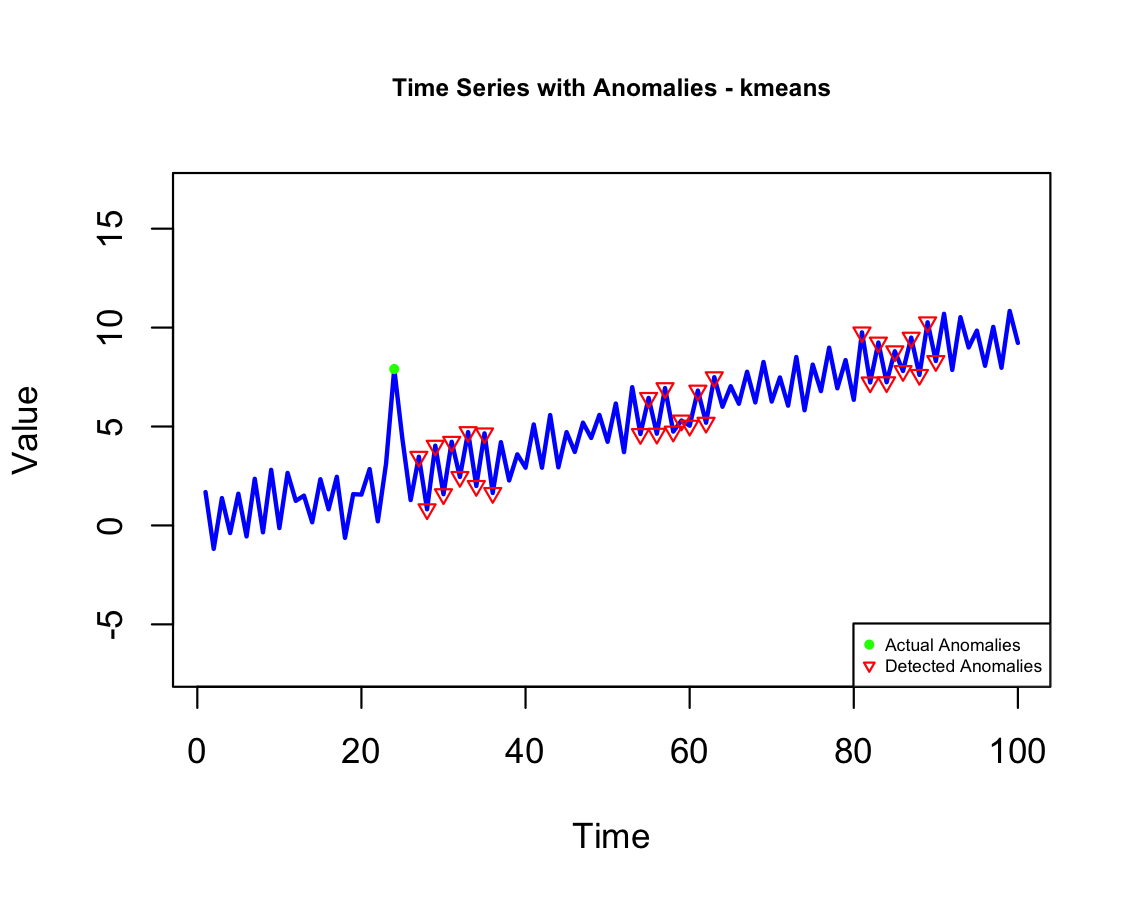 Time Series with Anomalies - kmeans
Value
15
10
5
0
-5
Actual Anomalies
Detected Anomalies
0 20 40 60 80 100
Time